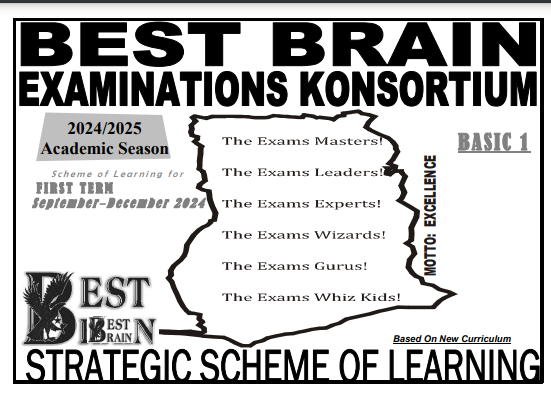 BEST BRAIN
EXAMINATIONS KONSORTIUM
2024/2025
Academic Season
BASIC 1
Scheme of Learning for
FIRST TERM
September-December 2024
The Exams Masters!
The Exams Leaders!
The Exams Experts!
The Exams Wizards!
The Exams Gurus!
The Exams Whiz Kids!
MOTTO: EXCELLENCE
BEST
BEST
BRAIN
Based On New Curriculum
STRATEGIC SCHEME OF LEARNING